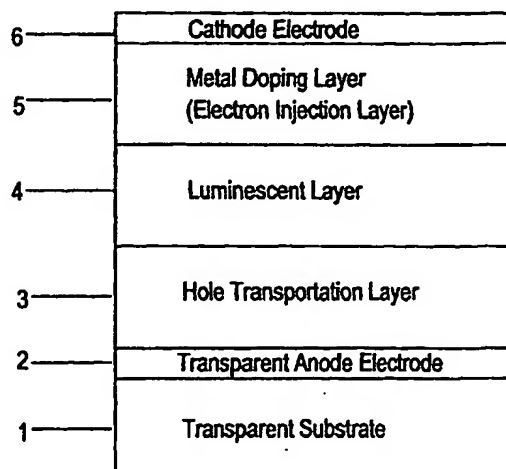 6 Cathode Electrode
5 Metal Doping Layer
(Electron Injection Layer)
4 Luminescent Layer
3 Hole Transportation Layer
2 Transparent Anode Electrode
1 Transparent Substrate